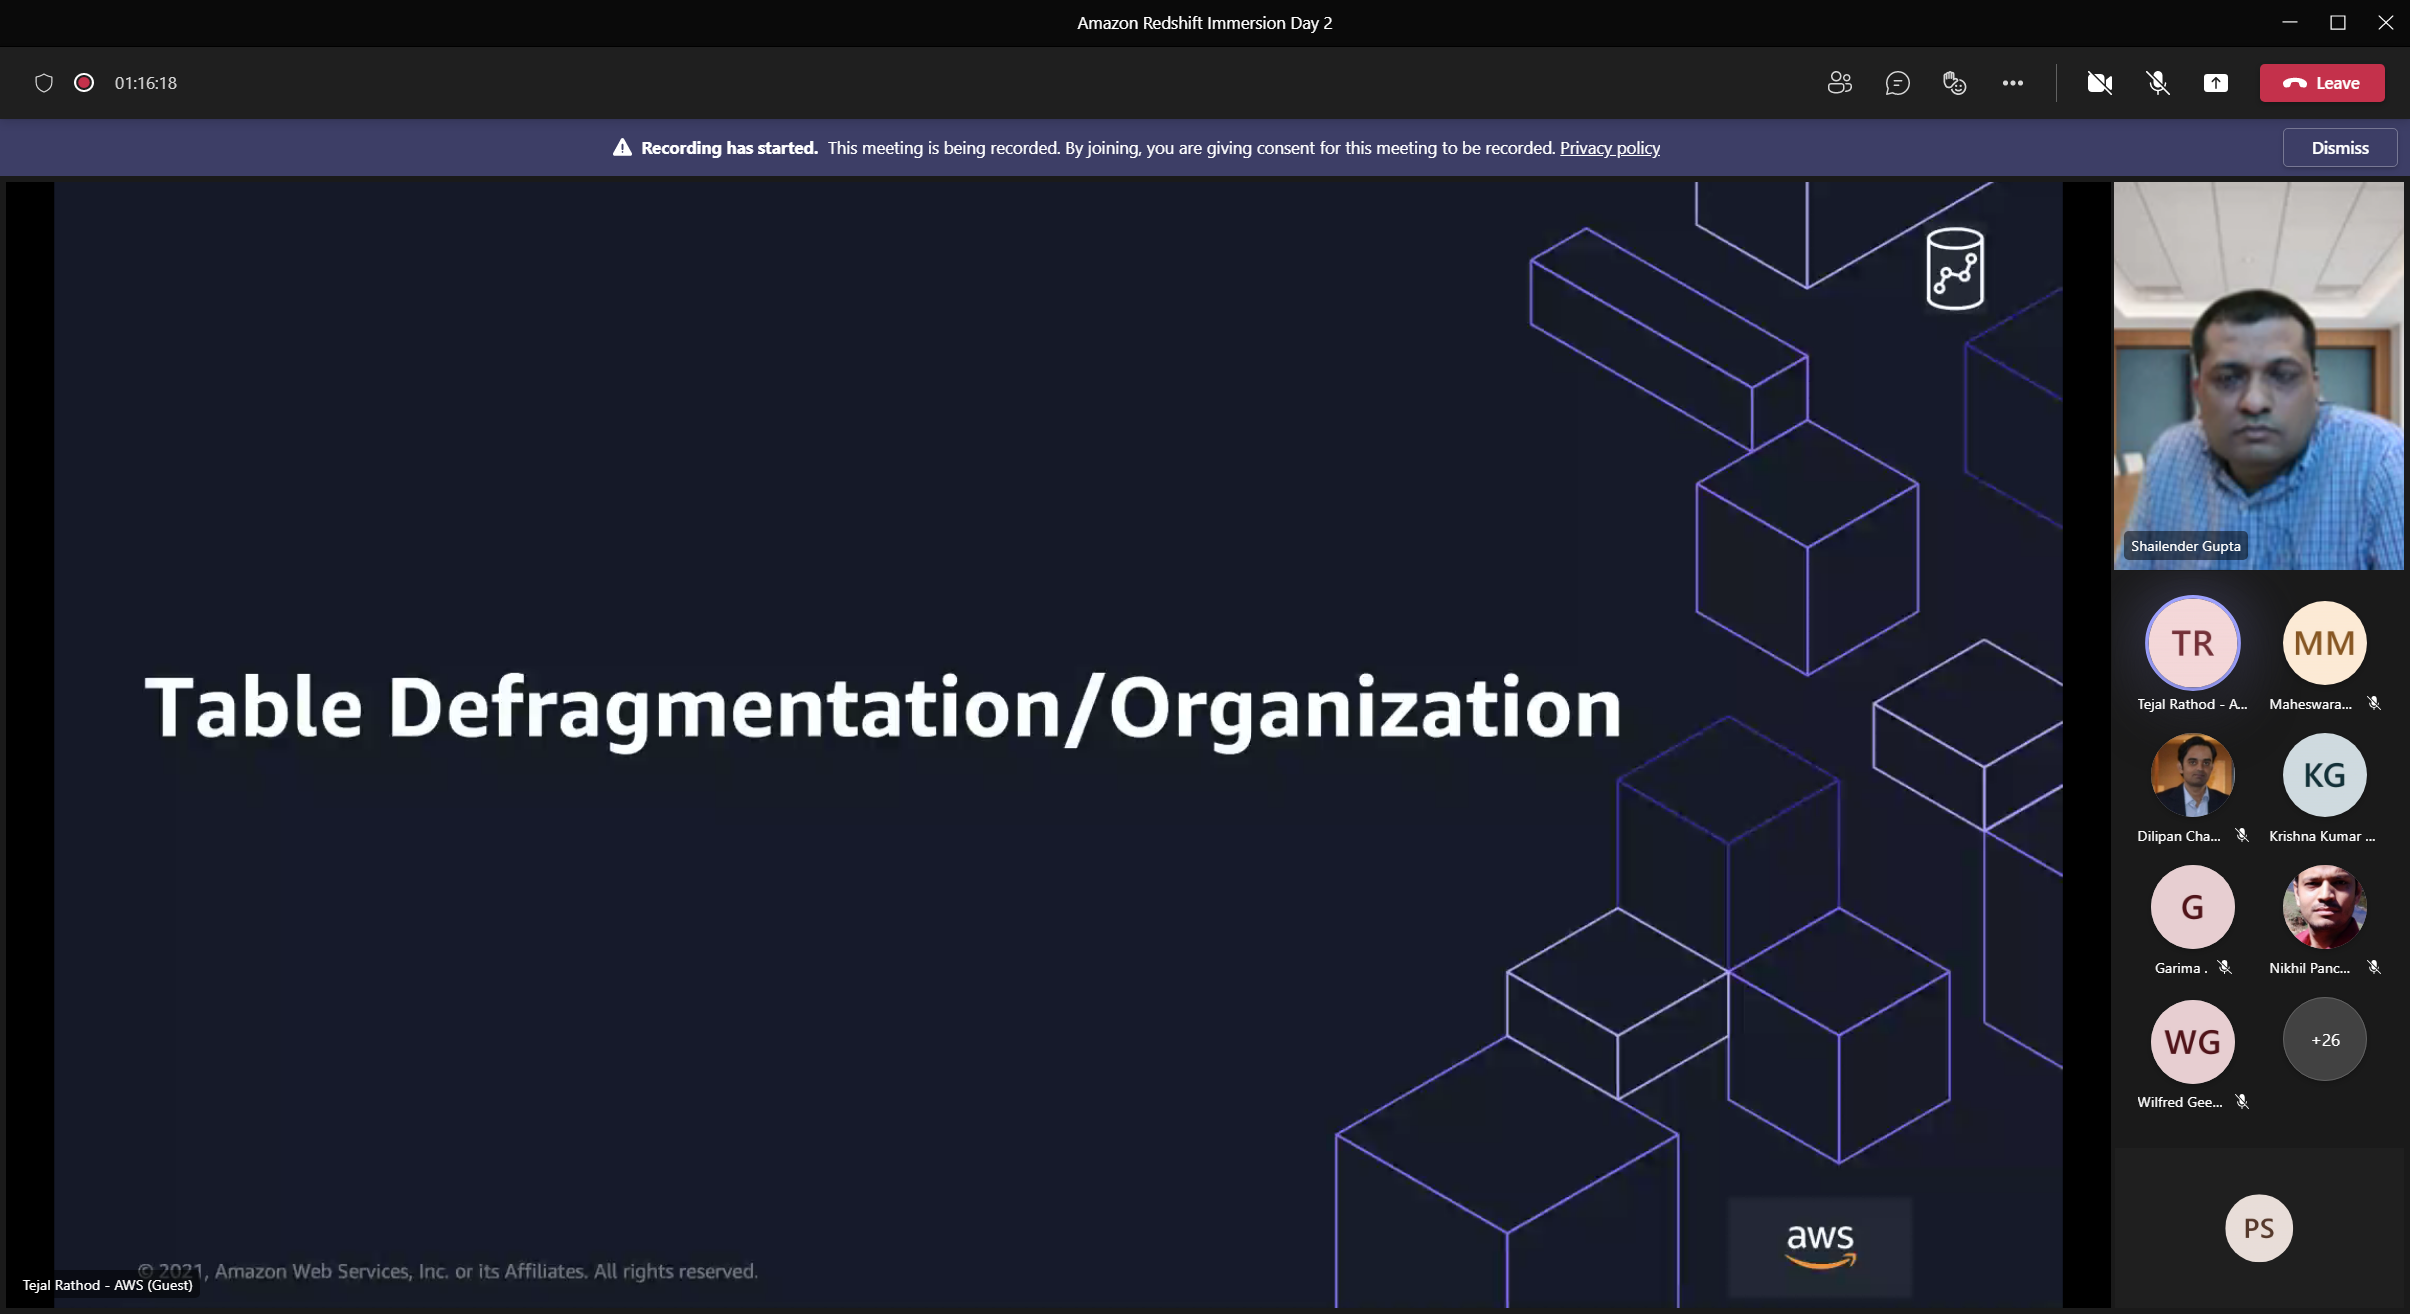 Amazon Redshift Immersion Day 2
01:16:18
Leave
Recording has started. This meeting is being recorded. By joining, you are giving consent for this meeting to be recorded. Privacy policy
Dismiss
Table Defragmentation/Organization
Shailender Gupta
TR
MM
Tejal Rathod - A...
Maheswara...
KG
Dilipan Cha...
Krishna Kumar ...
G
Garima .
Nikhil Panc...
WG
+26
Wilfred Gee...
PS
aws
© 2021, Amazon Web Services, Inc. or its Affiliates. All rights reserved.
Tejal Rathod - AWS (Guest)